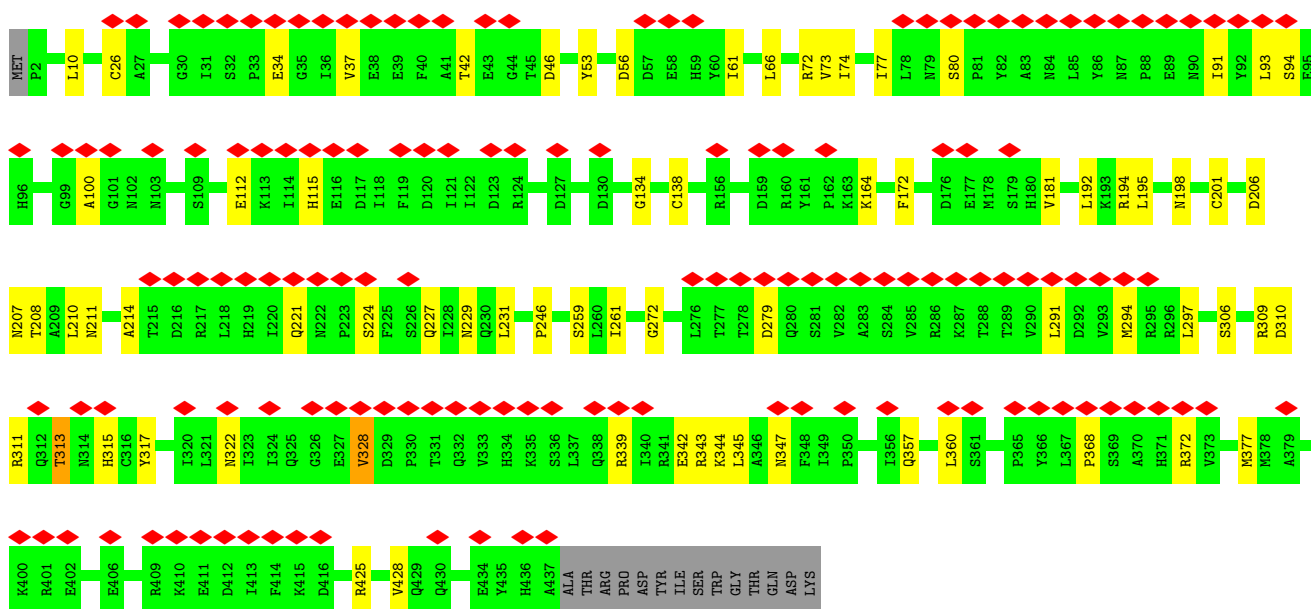 MET P2 L10 C26 A27 G30 I31 S32 P33 E34 G35 I36 V37 E38 E39 F40 A41 T42 E43 G44 T45 D46 Y53 D56 D57 E58 H59 Y60 I61 L66 R72 V73 I74 I77 L78 N79 S80 P81 Y82 A83 N84 L85 Y86 N87 P88 E89 N90 I91 Y92 L93 S94 E95
H96 G99 A100 G101 N102 N103 S109 E112 K113 I114 H115 E116 D117 I118 F119 D120 I121 I122 D123 R124 D127 D130 G134 C138 R156 D159 R160 Y161 P162 K163 K164 F172 D176 E177 M178 S179 H180 V181 L192 K193 R194 L195 N198 C201 D206
N207 T208 A209 L210 N211 A214 T215 D216 R217 L218 H219 I220 Q221 N222 P223 S224 F225 S226 Q227 I228 N229 Q230 L231 P246 S259 L260 I261 G272 L276 T277 T278 D279 Q280 S281 V282 A283 S284 V285 R286 K287 T288 T289 V290 L291 D292 V293 M294 R295 R296 L297 S306 R309 D310
R311 Q312 T313 N314 H315 C316 Y317 I320 L321 N322 I323 I324 Q325 G326 E327 V328 D329 P330 T331 Q332 V333 H334 K335 S336 L337 Q338 R339 I340 R341 E342 R343 K344 L345 A346 N347 F348 I349 P350 I356 Q357 L360 S361 P365 Y366 L367 P368 S369 A370 H371 R372 V373 M377 M378 A379
K400 R401 E402 E406 R409 K410 E411 D412 I413 F414 K415 D416 R425 V428 Q429 Q430 E434 Y435 H436 A437 ALA THR ARG PRO ASP TYR ILE SER TRP GLY THR GLN ASP LYS